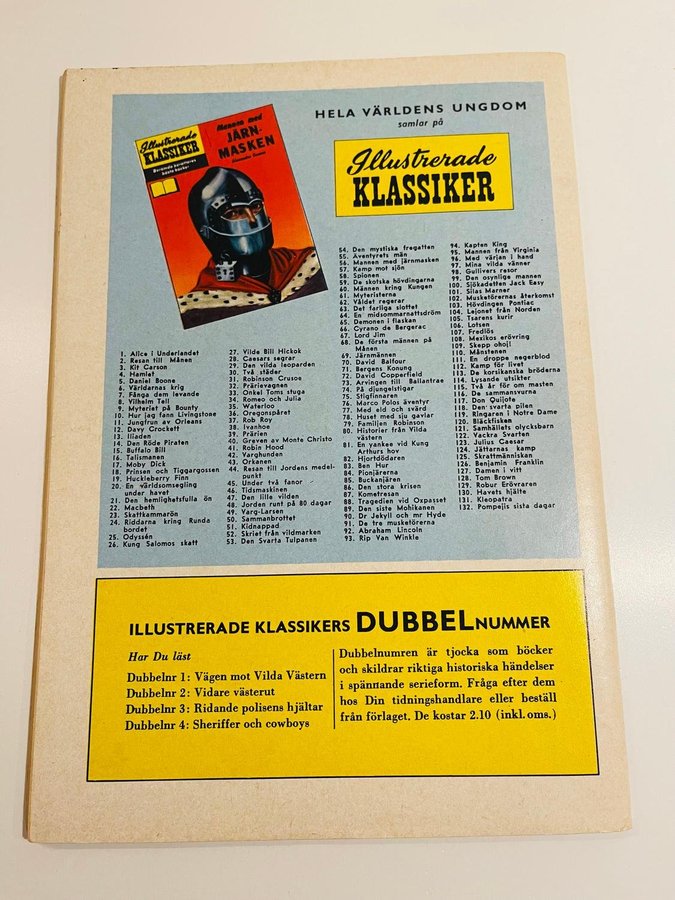 Illustrerade
KLASSIKER
Berömda berättares
bästa böcker
Mannen med
JÄRN-
MASKEN
Alexandre Dumas
HELA VÄRLDENS UNGDOM
samlar på
Illustrerade
KLASSIKER
1. Alice i Underlandet
2. Resan till Månen
3. Kit Carson
4. Hamlet
5. Daniel Boone
6. Världarnas krig
7. Fånga dem levande
8. Vilhelm Tell
9. Myteriet på Bounty
10. Hur jag fann Livingstone
11. Jungfrun av Orleans
12. Davy Crockett
13. Iliaden
14. Den Röde Piraten
15. Buffalo Bill
16. Talismanen
17. Moby Dick
18. Prinsen och Tiggargossen
19. Huckleberry Finn
20. En världsomsegling
under havet
21. Den hemlighetsfulla ön
22. Macbeth
23. Skattkammarön
24. Riddarna kring Runda
bordet
25. Odyssén
26. Kung Salomos skatt
27. Vilde Bill Hickok
28. Caesars segrar
29. Den vilda leoparden
30. Två städer
31. Robinson Crusoe
32. Prärievagnen
33. Onkel Toms stuga
34. Romeo och Julia
35. Waterloo
36. Oregonspåret
37. Rob Roy
38. Ivanhoe
39. Prärien
40. Greven av Monte Christo
41. Robin Hood
42. Varghunden
43. Orkanen
44. Resan till Jordens medel-
punkt
45. Under två fanor
46. Tidsmaskinen
47. Den lille vilden
48. Jorden runt på 80 dagar
49. Varg-Larsen
50. Sammanbrottet
51. Kidnappad
52. Skriet från vildmarken
53. Den Svarta Tulpanen
54. Den mystiska fregatten
55. Äventyrets män
56. Mannen med järnmasken
57. Kamp mot sjön
58. Spionen
59. De skotska hövdingarna
60. Männen kring Kungen
61. Myteristerna
62. Våldet regerar
63. Det farliga slottet
64. En midsommarnattsdröm
65. Demonen i flaskan
66. Cyrano de Bergerac
67. Lord Jim
68. De första männen på
Månen
69. Järnmannen
70. David Balfour
71. Bergens Konung
72. David Copperfield
73. Arvingen till Ballantrae
74. På djungelstigar
75. Stigfinnaren
76. Marco Polos äventyr
77. Med eld och svärd
78. Huset med sju gavlar
79. Familjen Robinson
80. Historier från Vilda
västern
81. En yankee vid Kung
Arthurs hov
82. Hjortdödaren
83. Ben Hur
84. Pionjärerna
85. Buckanjären
86. Den stora krisen
87. Kometresan
88. Tragedien vid Oxpasset
89. Den siste Mohikanen
90. Dr Jekyll och mr Hyde
91. De tre musketörerna
92. Abraham Lincoln
93. Rip Van Winkle
94. Kapten King
95. Mannen från Virginia
96. Med värjan i hand
97. Mina vilda vänner
98. Gullivers resor
99. Den osynlige mannen
100. Sjökadetten Jack Easy
101. Silas Marner
102. Musketörernas återkomst
103. Hövdingen Pontiac
104. Lejonet från Norden
105. Tsarens kurir
106. Lotsen
107. Fredlös
108. Mexikos erövring
109. Skepp ohoj!
110. Månstenen
111. En droppe negerblod
112. Kamp för livet
113. De korsikanska bröderna
114. Lysande utsikter
115. Två år för om masten
116. De sammansvurna
117. Don Quijote
118. Den svarta pilen
119. Ringaren i Notre Dame
120. Bläckfisken
121. Samhällets olycksbarn
122. Vackra Svarten
123. Julius Caesar
124. Jättarnas kamp
125. Skrattmänniskan
126. Benjamin Franklin
127. Damen i vitt
128. Tom Brown
129. Robur Erövraren
130. Havets hjälte
131. Kleopatra
132. Pompejis sista dagar
ILLUSTRERADE KLASSIKERS DUBBELNUMMER
Har Du läst
Dubbelnr 1: Vägen mot Vilda Västern
Dubbelnr 2: Vidare västerut
Dubbelnr 3: Ridande polisens hjältar
Dubbelnr 4: Sheriffer och cowboys
Dubbelnumren är tjocka som böcker
och skildrar riktiga historiska händelser
i spännande serieform. Fråga efter dem
hos Din tidningshandlare eller beställ
från förlaget. De kostar 2.10 (inkl. oms.)